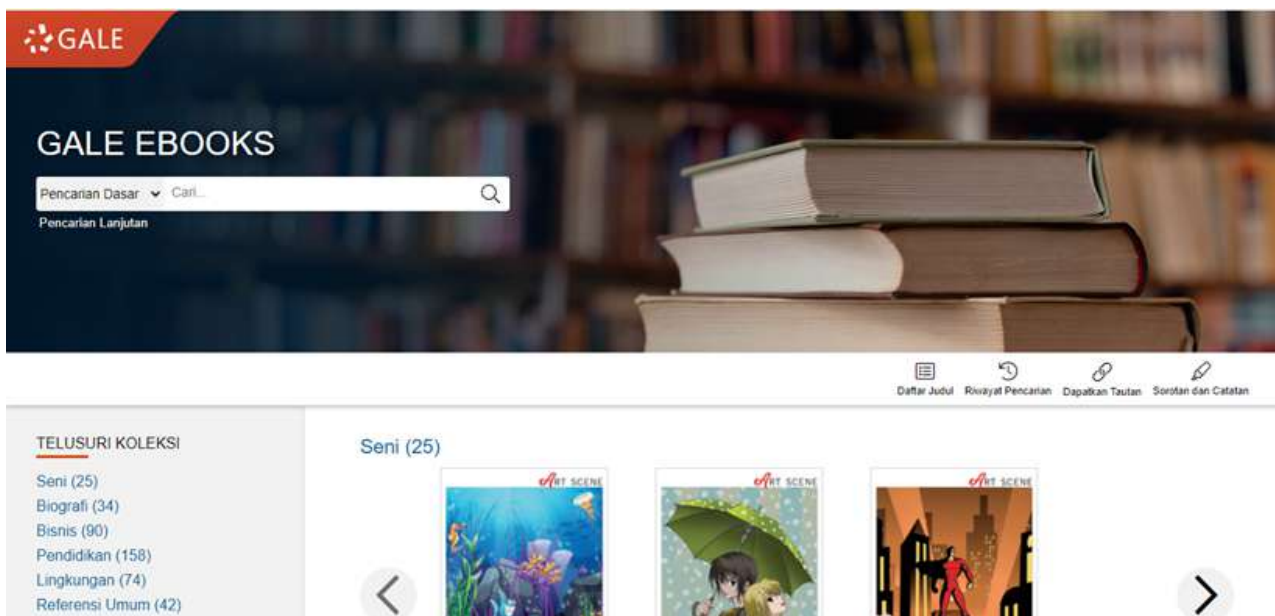 GALE
GALE EBOOKS
Pencarian Dasar Cari...
Pencarian Lanjutan
Daftar Judul Riwayat Pencarian Dapatkan Tautan Sorotan dan Catatan
TELUSURI KOLEKSI
Seni (25)
Biografi (34)
Bisnis (90)
Pendidikan (158)
Lingkungan (74)
Referensi Umum (42)
Seni (25)
ART SCENE
ART SCENE
ART SCENE